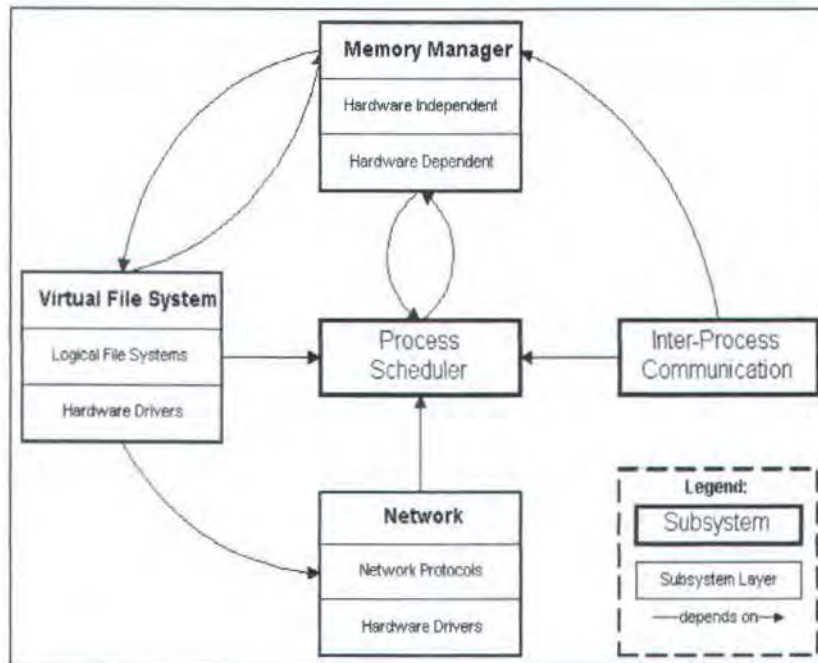 Memory Manager
Hardware Independent
Hardware Dependent
Virtual File System
Logical File Systems
Hardware Drivers
Process
Scheduler
Inter-Process
Communication
Network
Network Protocols
Hardware Drivers
Legend:
Subsystem
Subsystem Layer
depends on